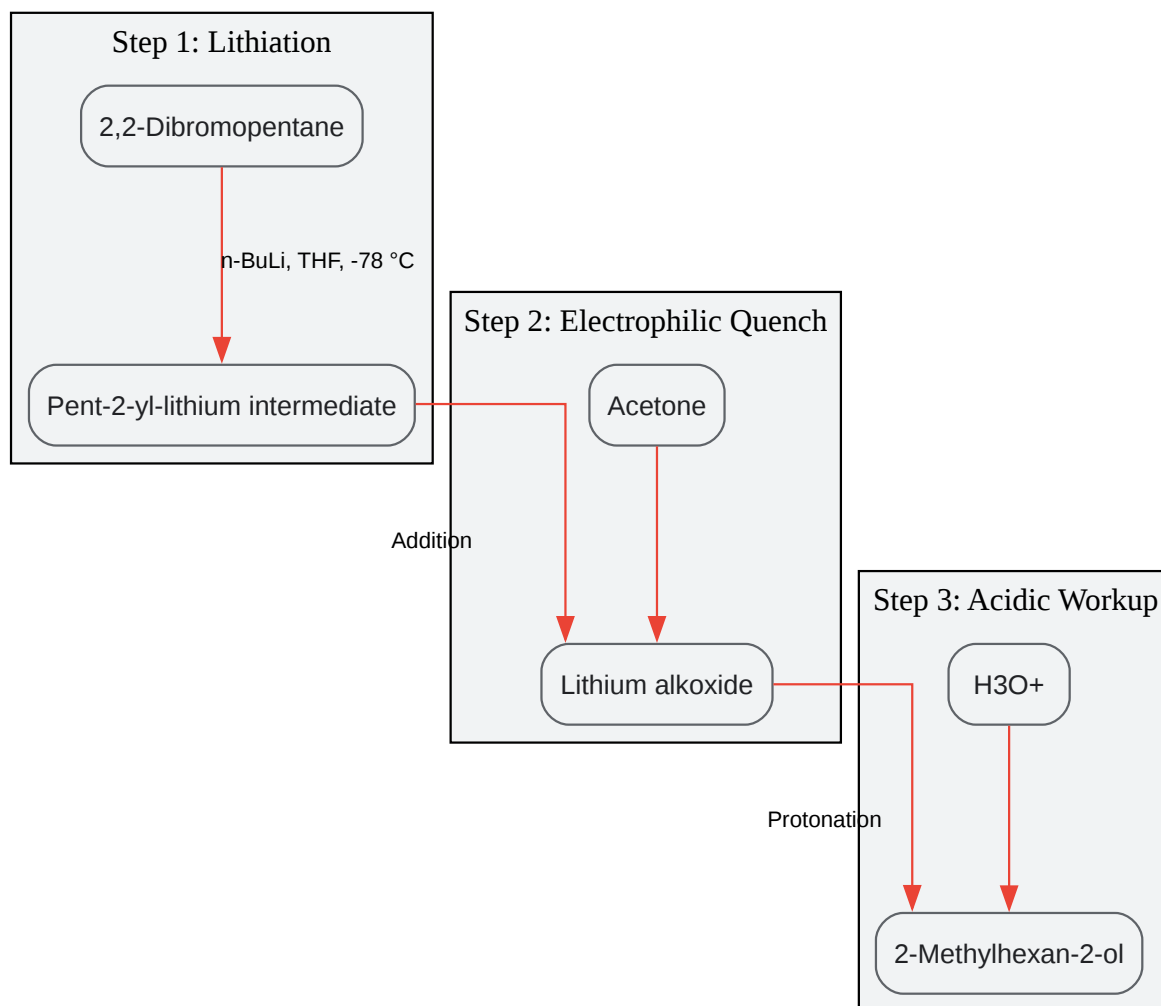 Step 1: Lithiation
2,2-Dibromopentane
n-BuLi, THF, -78 °C
Pent-2-yl-lithium intermediate
Step 2: Electrophilic Quench
Acetone
Addition
Lithium alkoxide
Step 3: Acidic Workup
H3O+
Protonation
2-Methylhexan-2-ol